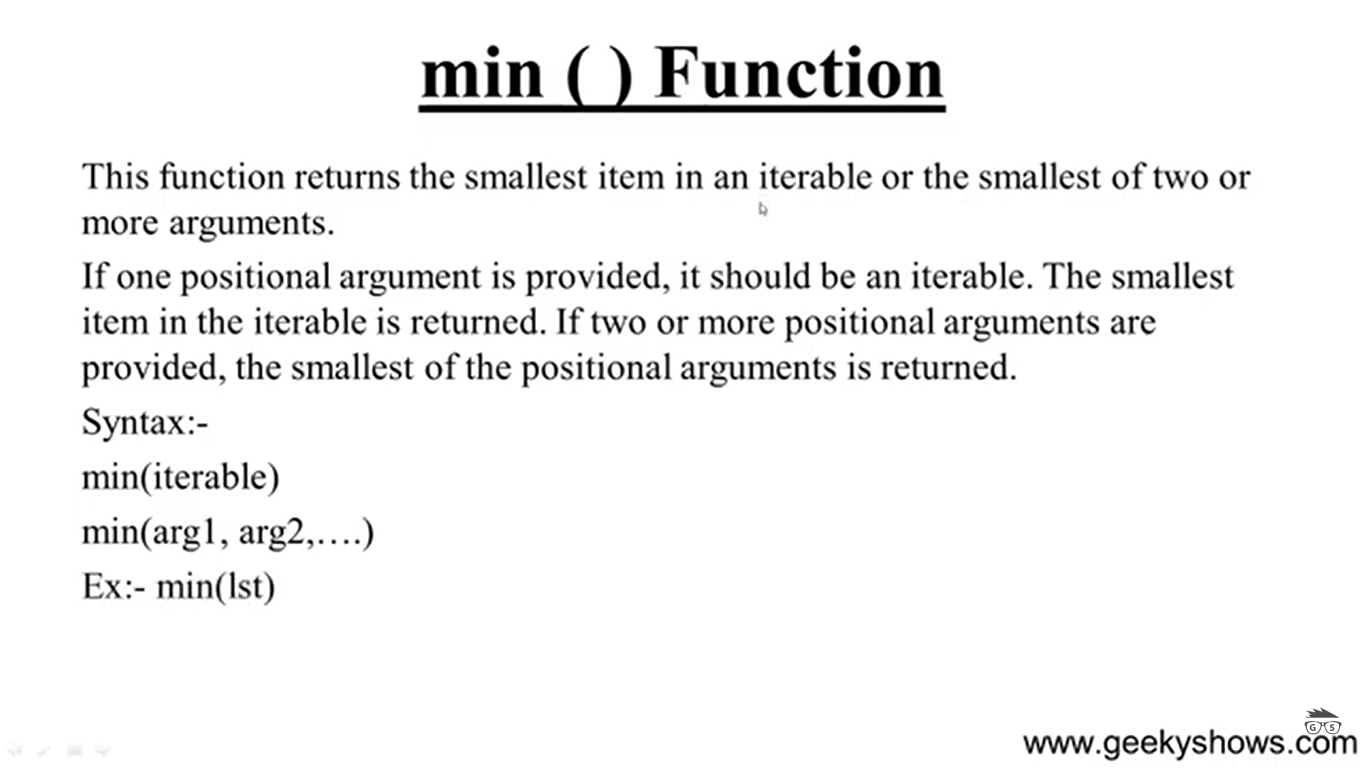 min ( ) Function
This function returns the smallest item in an iterable or the smallest of two or
more arguments.
If one positional argument is provided, it should be an iterable. The smallest
item in the iterable is returned. If two or more positional arguments are
provided, the smallest of the positional arguments is returned.
Syntax:-
min(iterable)
min(arg1, arg2,….)
Ex:- min(lst)
G S
www.geekyshows.com